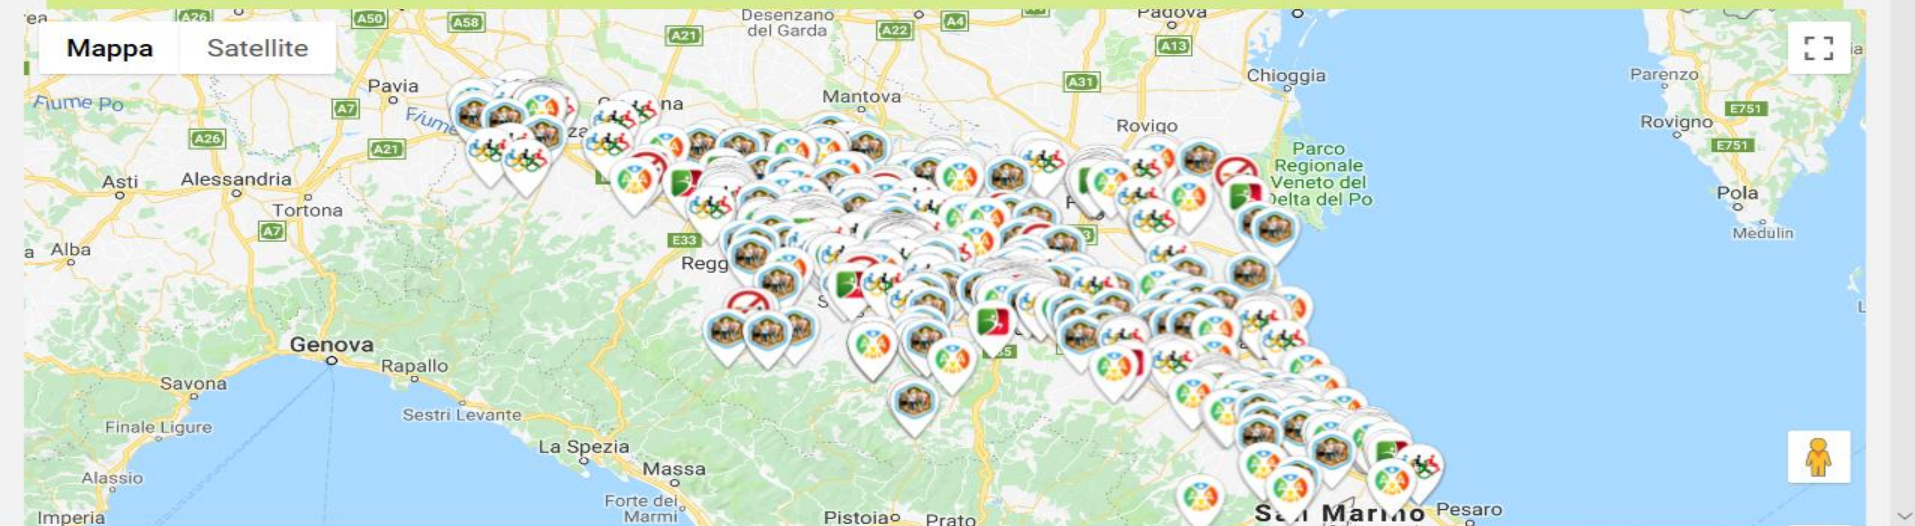 A26
A50
A58
A21
Desenzano
del Garda
A22
A4
Padova
A13
Mappa
Satellite
Pavia
Fiume Po
A7
A31
Chioggia
Parenzo
Mantova
E751
A26
A21
Rovigo
Rovigno
E751
Parco
Regionale
Veneto del
Delta del Po
Asti
Alessandria
Tortona
Pola
A7
Alba
E33
Medulin
Genova
Rapallo
Savona
Sestri Levante
Finale Ligure
La Spezia
Massa
Alassio
Forte dei
Marmi
Imperia
Pistoia
Prato
San Marino
Pesaro